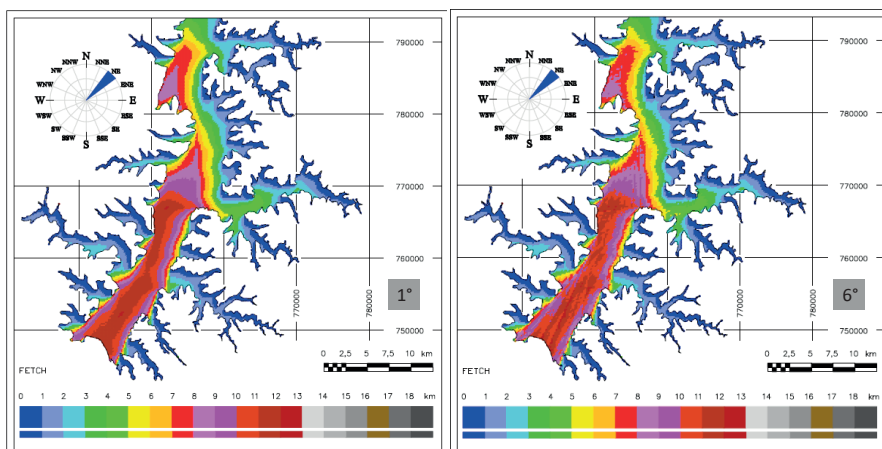 N
NNW NNE
NW NE
WNW ENE
W E
WSW ESE
SW SE
SSW SSE
S
790000
780000
770000
760000
750000
770000
780000
1°
FETCH
0 2,5 5 7,5 10 km
0 1 2 3 4 5 6 7 8 9 10 11 12 13 14 15 16 17 18 km
N
NNW NNE
NW NE
WNW ENE
W E
WSW ESE
SW SE
SSW SSE
S
790000
780000
770000
760000
750000
770000
780000
6°
FETCH
0 2,5 5 7,5 10 km
0 1 2 3 4 5 6 7 8 9 10 11 12 13 14 15 16 17 18 km